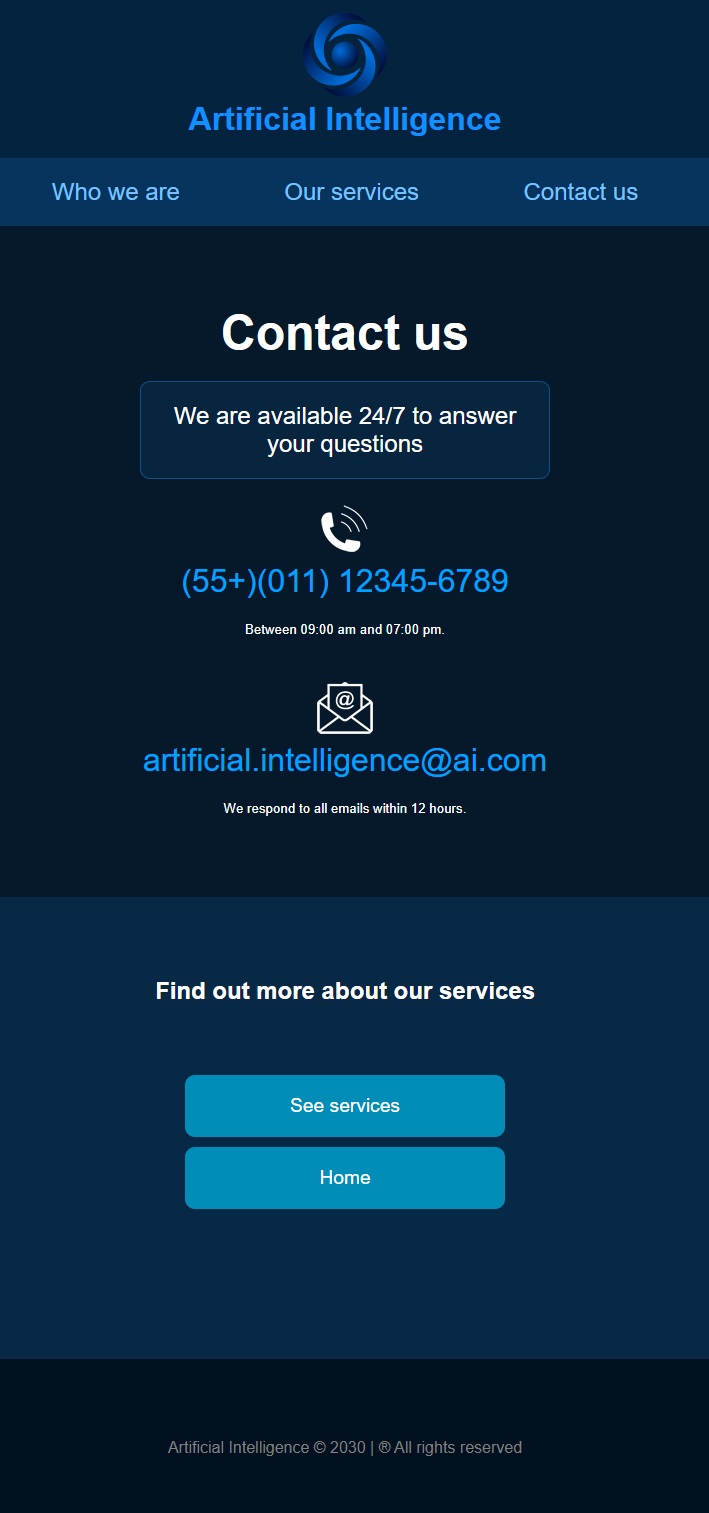 Artificial Intelligence
Who we are
Our services
Contact us
Contact us
We are available 24/7 to answer
your questions
(55+)(011) 12345-6789
Between 09:00 am and 07:00 pm.
@
artificial.intelligence@ai.com
We respond to all emails within 12 hours.
Find out more about our services
See services
Home
Artificial Intelligence © 2030 | ® All rights reserved